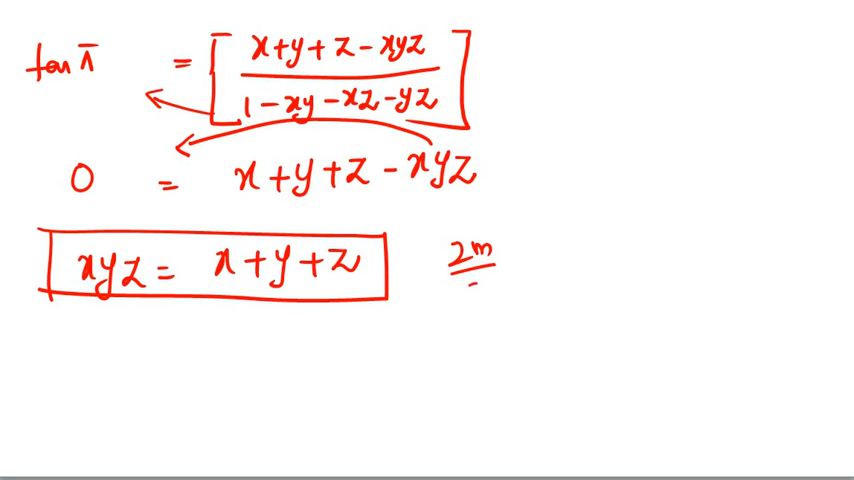 tan π = [ x+y+z-xyz / 1-xy-xz-yz ]
0 = x+y+z-xyz
xyz = x+y+z 2m